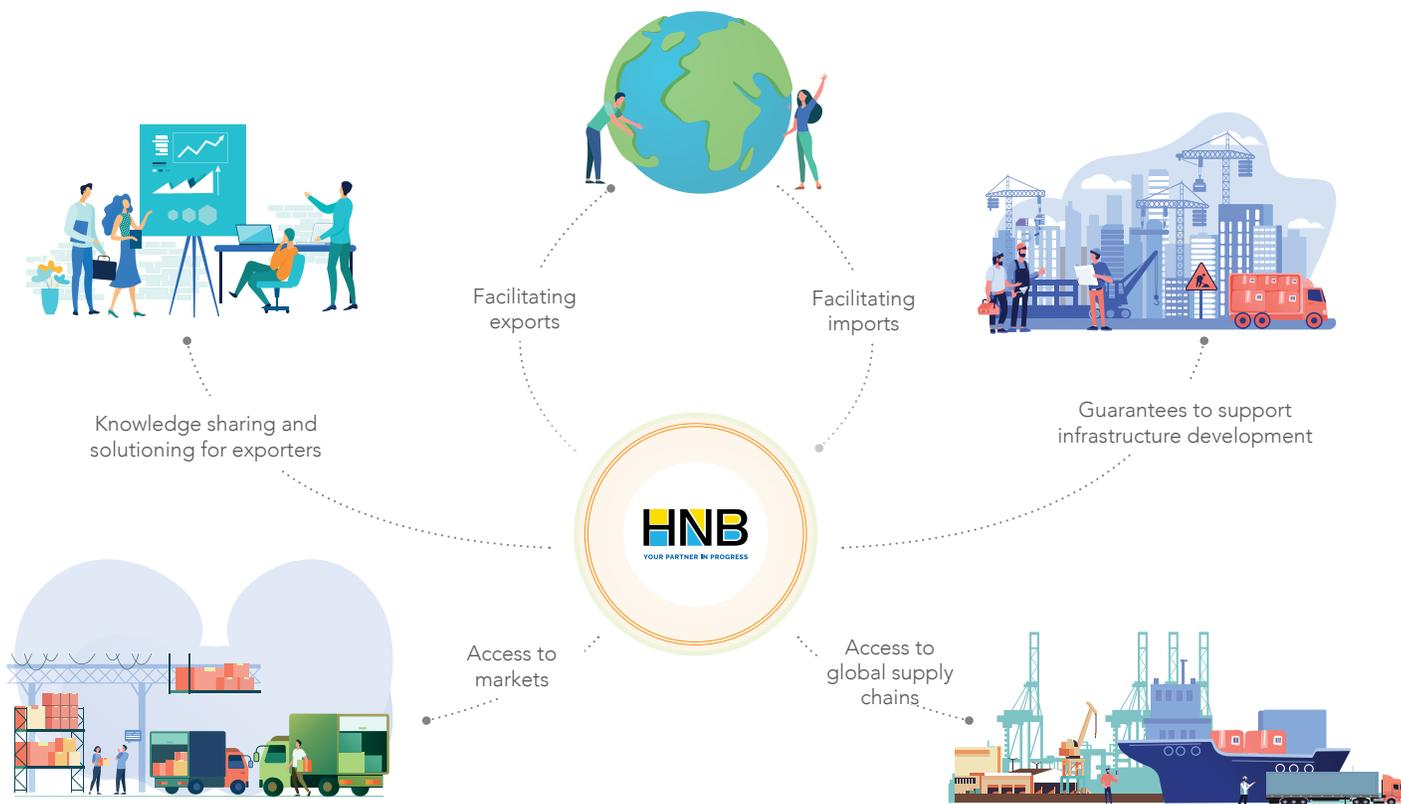 Facilitating
exports
Facilitating
imports
Knowledge sharing and
solutioning for exporters
Guarantees to support
infrastructure development
HNB
YOUR PARTNER IN PROGRESS
Access to
markets
Access to
global supply
chains